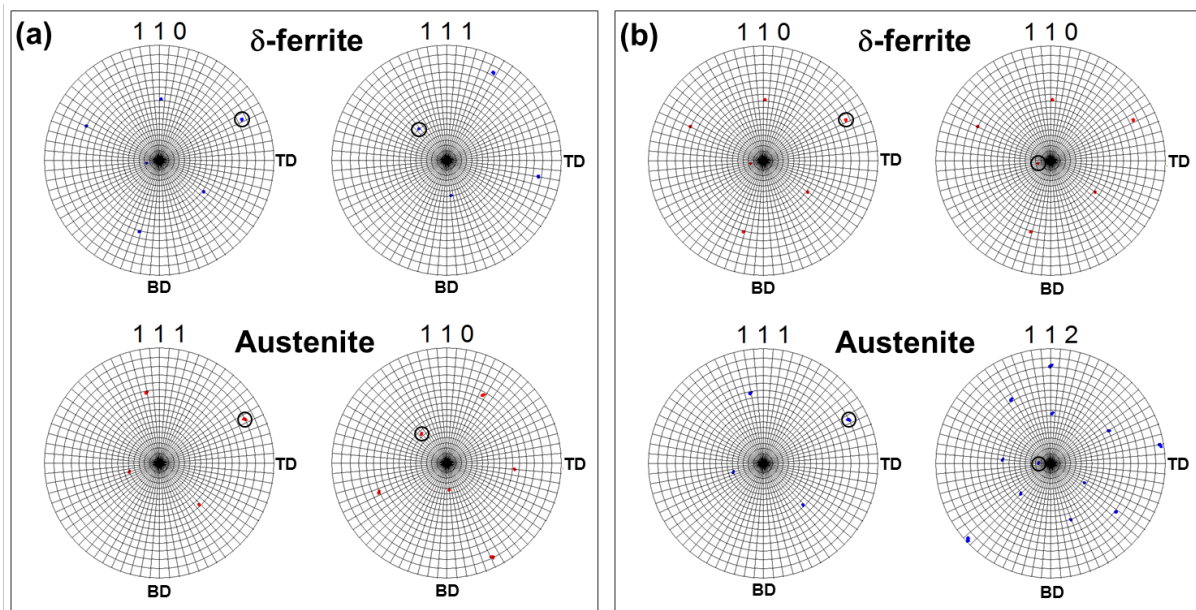 (a)
δ-ferrite
1 1 0
1 1 1
TD
TD
BD
BD
Austenite
1 1 1
1 1 0
TD
TD
BD
BD
(b)
δ-ferrite
1 1 0
1 1 0
TD
TD
BD
BD
Austenite
1 1 1
1 1 2
TD
TD
BD
BD